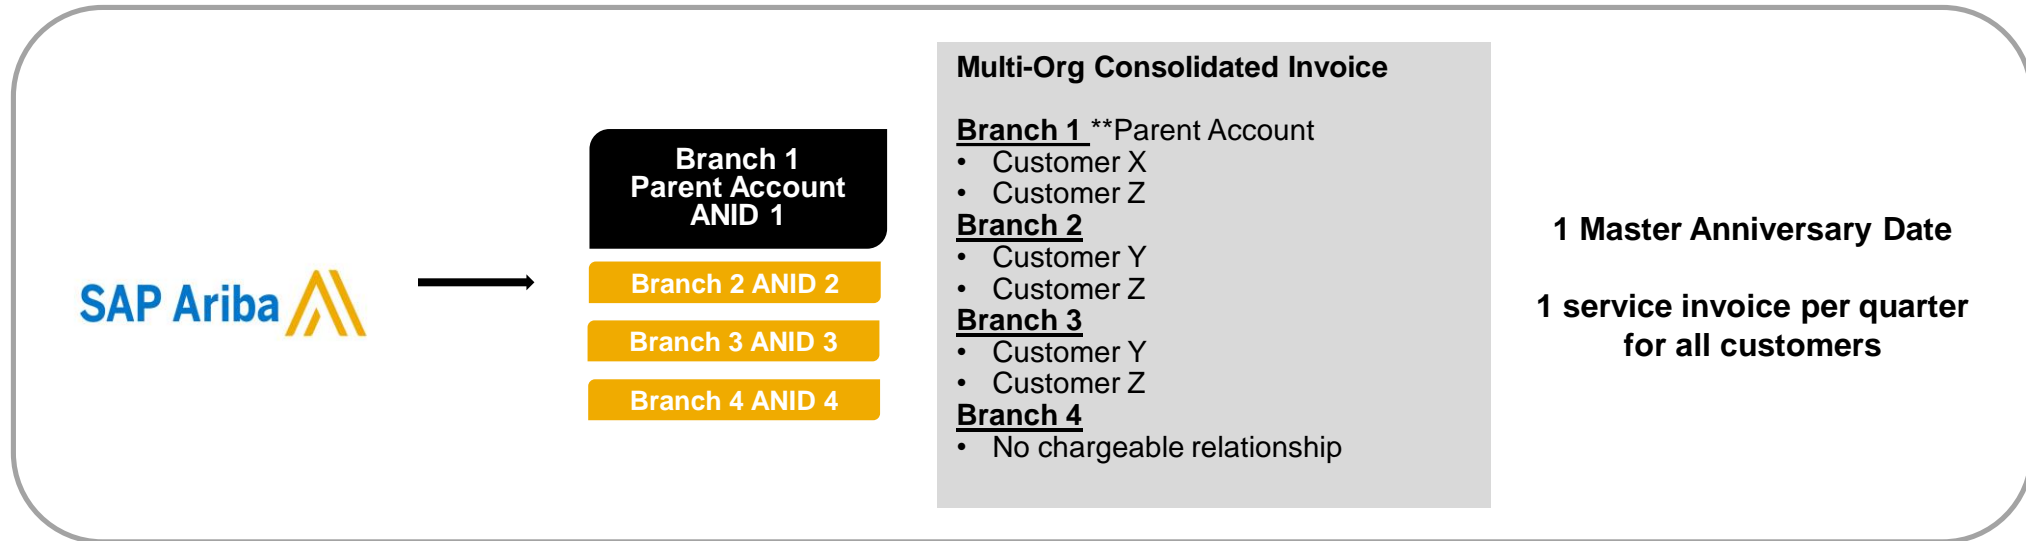 SAP Ariba
Branch 1
Parent Account
ANID 1
Branch 2 ANID 2
Branch 3 ANID 3
Branch 4 ANID 4
Multi-Org Consolidated Invoice
Branch 1 **Parent Account
• Customer X
• Customer Z
Branch 2
• Customer Y
• Customer Z
Branch 3
• Customer Y
• Customer Z
Branch 4
• No chargeable relationship
1 Master Anniversary Date
1 service invoice per quarter
for all customers